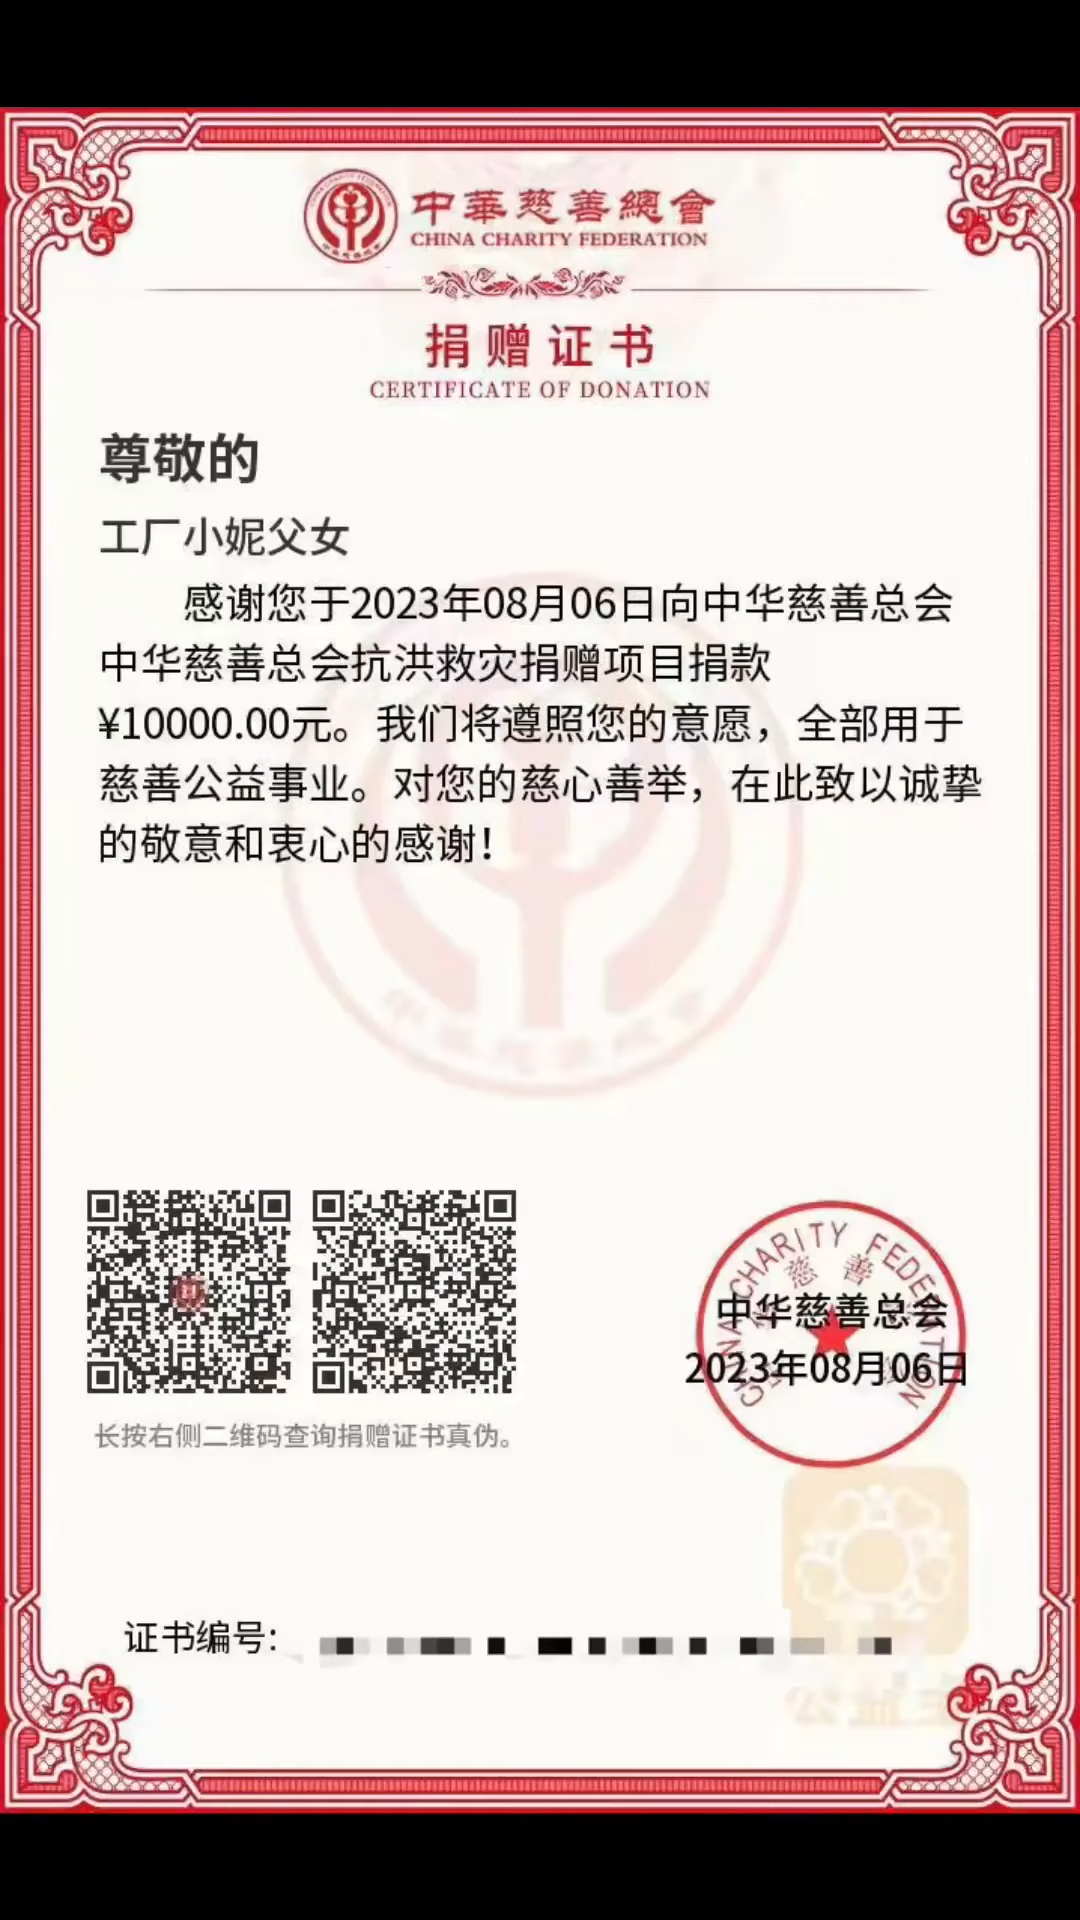 中華慈善總會
CHINA CHARITY FEDERATION
捐赠证书
CERTIFICATE OF DONATION
尊敬的
工厂小妮父女
感谢您于2023年08月06日向中华慈善总会
中华慈善总会抗洪救灾捐赠项目捐款
¥10000.00元。我们将遵照您的意愿，全部用于
慈善公益事业。对您的慈心善举，在此致以诚挚
的敬意和衷心的感谢！
CHINA CHARITY FEDERATION
中华慈善总会
2023年08月06日
长按右侧二维码查询捐赠证书真伪。
证书编号：
公益宝